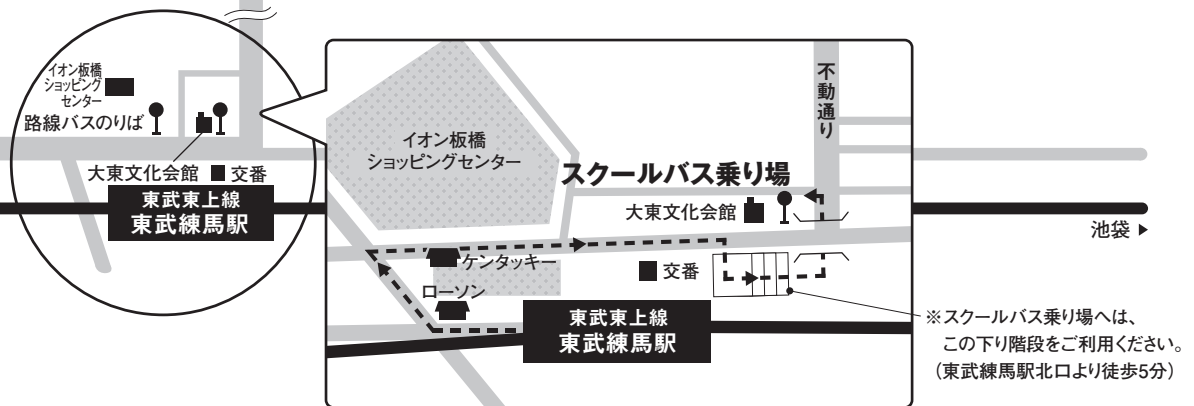 イオン板橋
ショッピング
センター
路線バスのりば
大東文化会館
交番
東武東上線
東武練馬駅
イオン板橋
ショッピングセンター
不動通り
スクールバス乗り場
大東文化会館
ケンタッキー
交番
ローソン
東武東上線
東武練馬駅
池袋▶
※スクールバス乗り場へは、
この下り階段をご利用ください。
（東武練馬駅北口より徒歩5分）